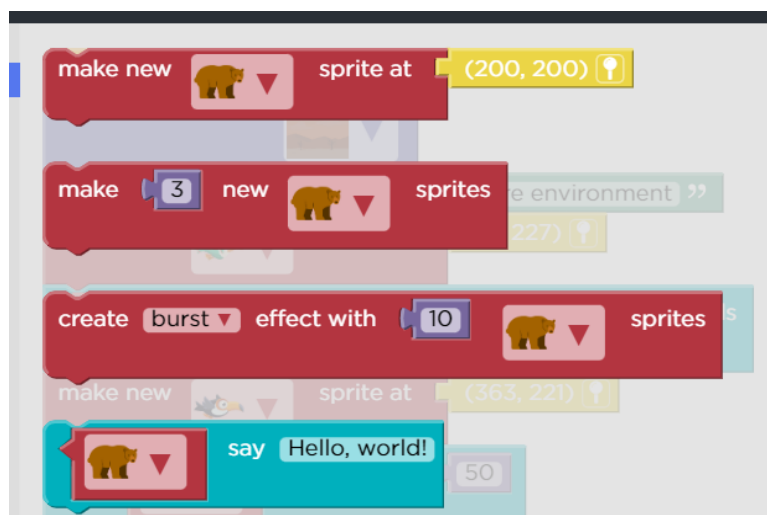 make new sprite at (200, 200)
re environment ”
227)
make 3 new sprites
create burst effect with 10 sprites
s
make new sprite at (363, 221)
say Hello, world!
50